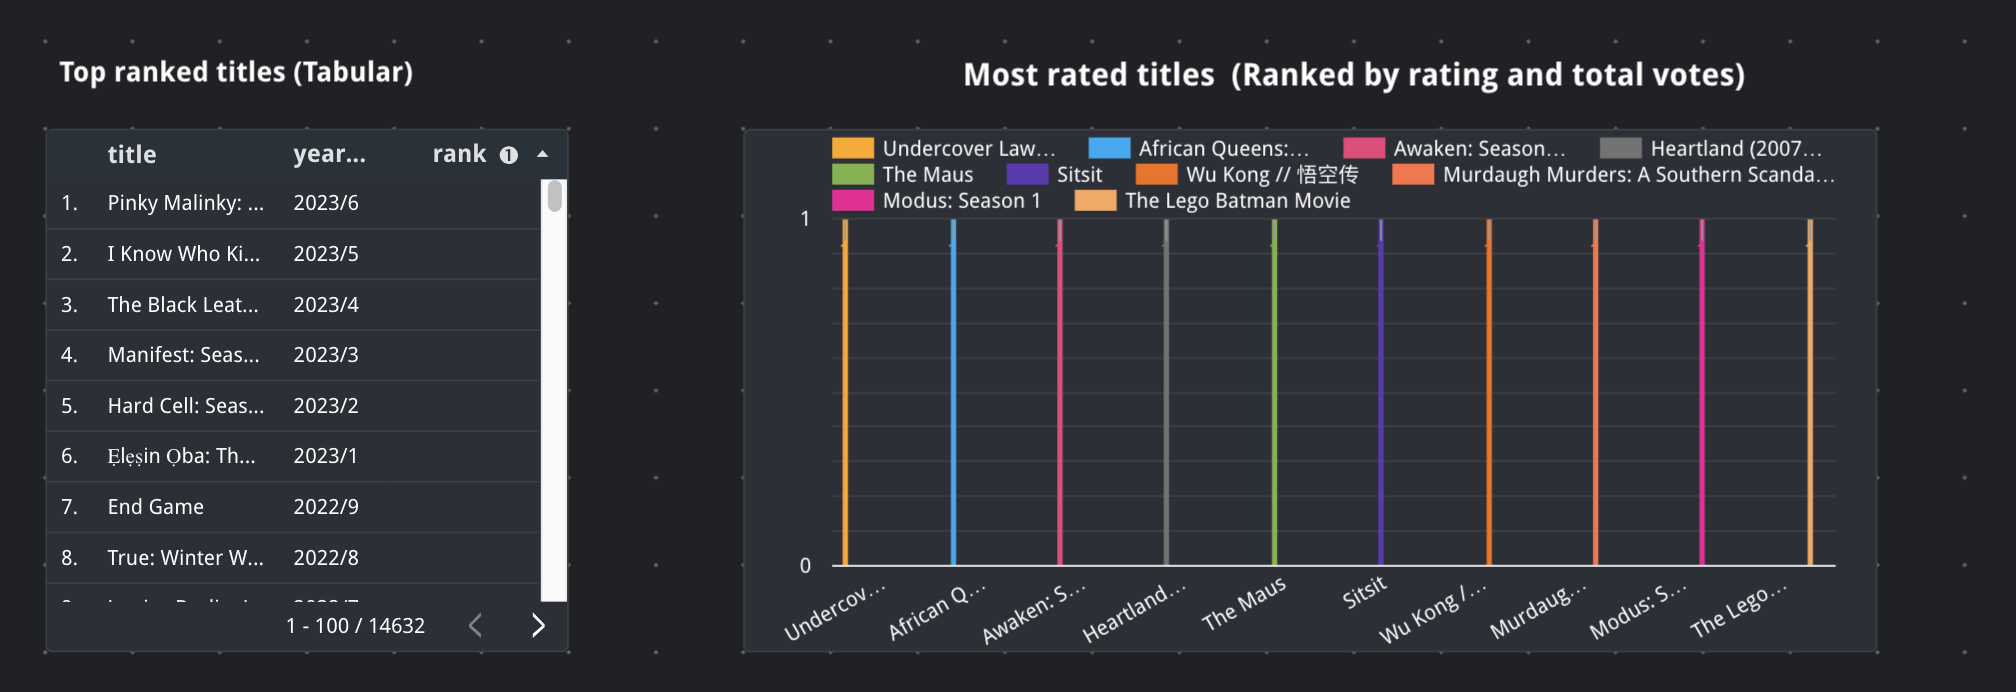 Top ranked titles (Tabular)
title year... rank 1
1. Pinky Malinky: ... 2023/6
2. I Know Who Ki... 2023/5
3. The Black Leat... 2023/4
4. Manifest: Seas... 2023/3
5. Hard Cell: Seas... 2023/2
6. Ẹlẹṣin Ọba: Th... 2023/1
7. End Game 2022/9
8. True: Winter W... 2022/8
1 - 100 / 14632
Most rated titles (Ranked by rating and total votes)
Undercover Law... African Queens:... Awaken: Season... Heartland (2007...
The Maus Sitsit Wu Kong // 悟空传 Murdaugh Murders: A Southern Scanda...
Modus: Season 1 The Lego Batman Movie
1
0
Undercov... African Q... Awaken: S... Heartland... The Maus Sitsit Wu Kong /... Murdaug... Modus: S... The Lego...